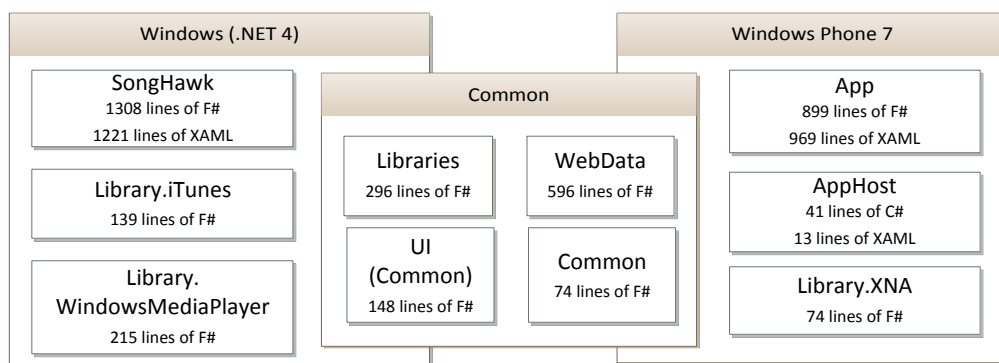 Windows (.NET 4)
SongHawk
1308 lines of F#
1221 lines of XAML
Library.iTunes
139 lines of F#
Library.
WindowsMediaPlayer
215 lines of F#
Common
Libraries
296 lines of F#
WebData
596 lines of F#
UI
(Common)
148 lines of F#
Common
74 lines of F#
Windows Phone 7
App
899 lines of F#
969 lines of XAML
AppHost
41 lines of C#
13 lines of XAML
Library.XNA
74 lines of F#